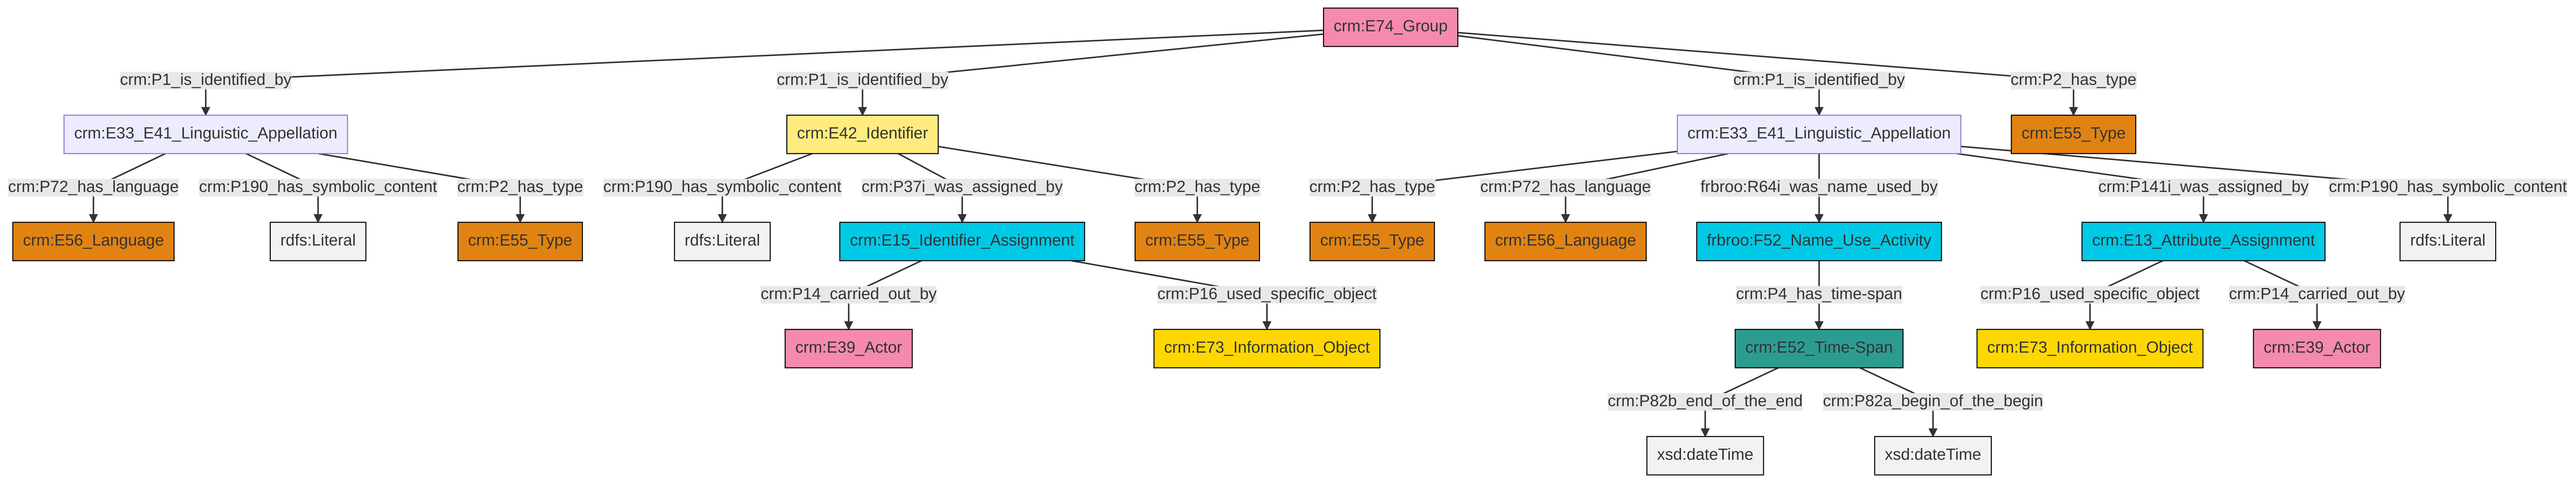 crm:E74_Group
crm:P1_is_identified_by
crm:P1_is_identified_by
crm:P1_is_identified_by
crm:P2_has_type
crm:E33_E41_Linguistic_Appellation
crm:E42_Identifier
crm:E33_E41_Linguistic_Appellation
crm:E55_Type
crm:P72_has_language
crm:P190_has_symbolic_content
crm:P2_has_type
crm:P190_has_symbolic_content
crm:P37i_was_assigned_by
crm:P2_has_type
crm:P2_has_type
crm:P72_has_language
frbroo:R64i_was_name_used_by
crm:P141i_was_assigned_by
crm:P190_has_symbolic_content
crm:E56_Language
rdfs:Literal
crm:E55_Type
rdfs:Literal
crm:E15_Identifier_Assignment
crm:E55_Type
crm:E55_Type
crm:E56_Language
frbroo:F52_Name_Use_Activity
crm:E13_Attribute_Assignment
rdfs:Literal
crm:P14_carried_out_by
crm:P16_used_specific_object
crm:P4_has_time-span
crm:P16_used_specific_object
crm:P14_carried_out_by
crm:E39_Actor
crm:E73_Information_Object
crm:E52_Time-Span
crm:E73_Information_Object
crm:E39_Actor
crm:P82b_end_of_the_end
crm:P82a_begin_of_the_begin
xsd:dateTime
xsd:dateTime